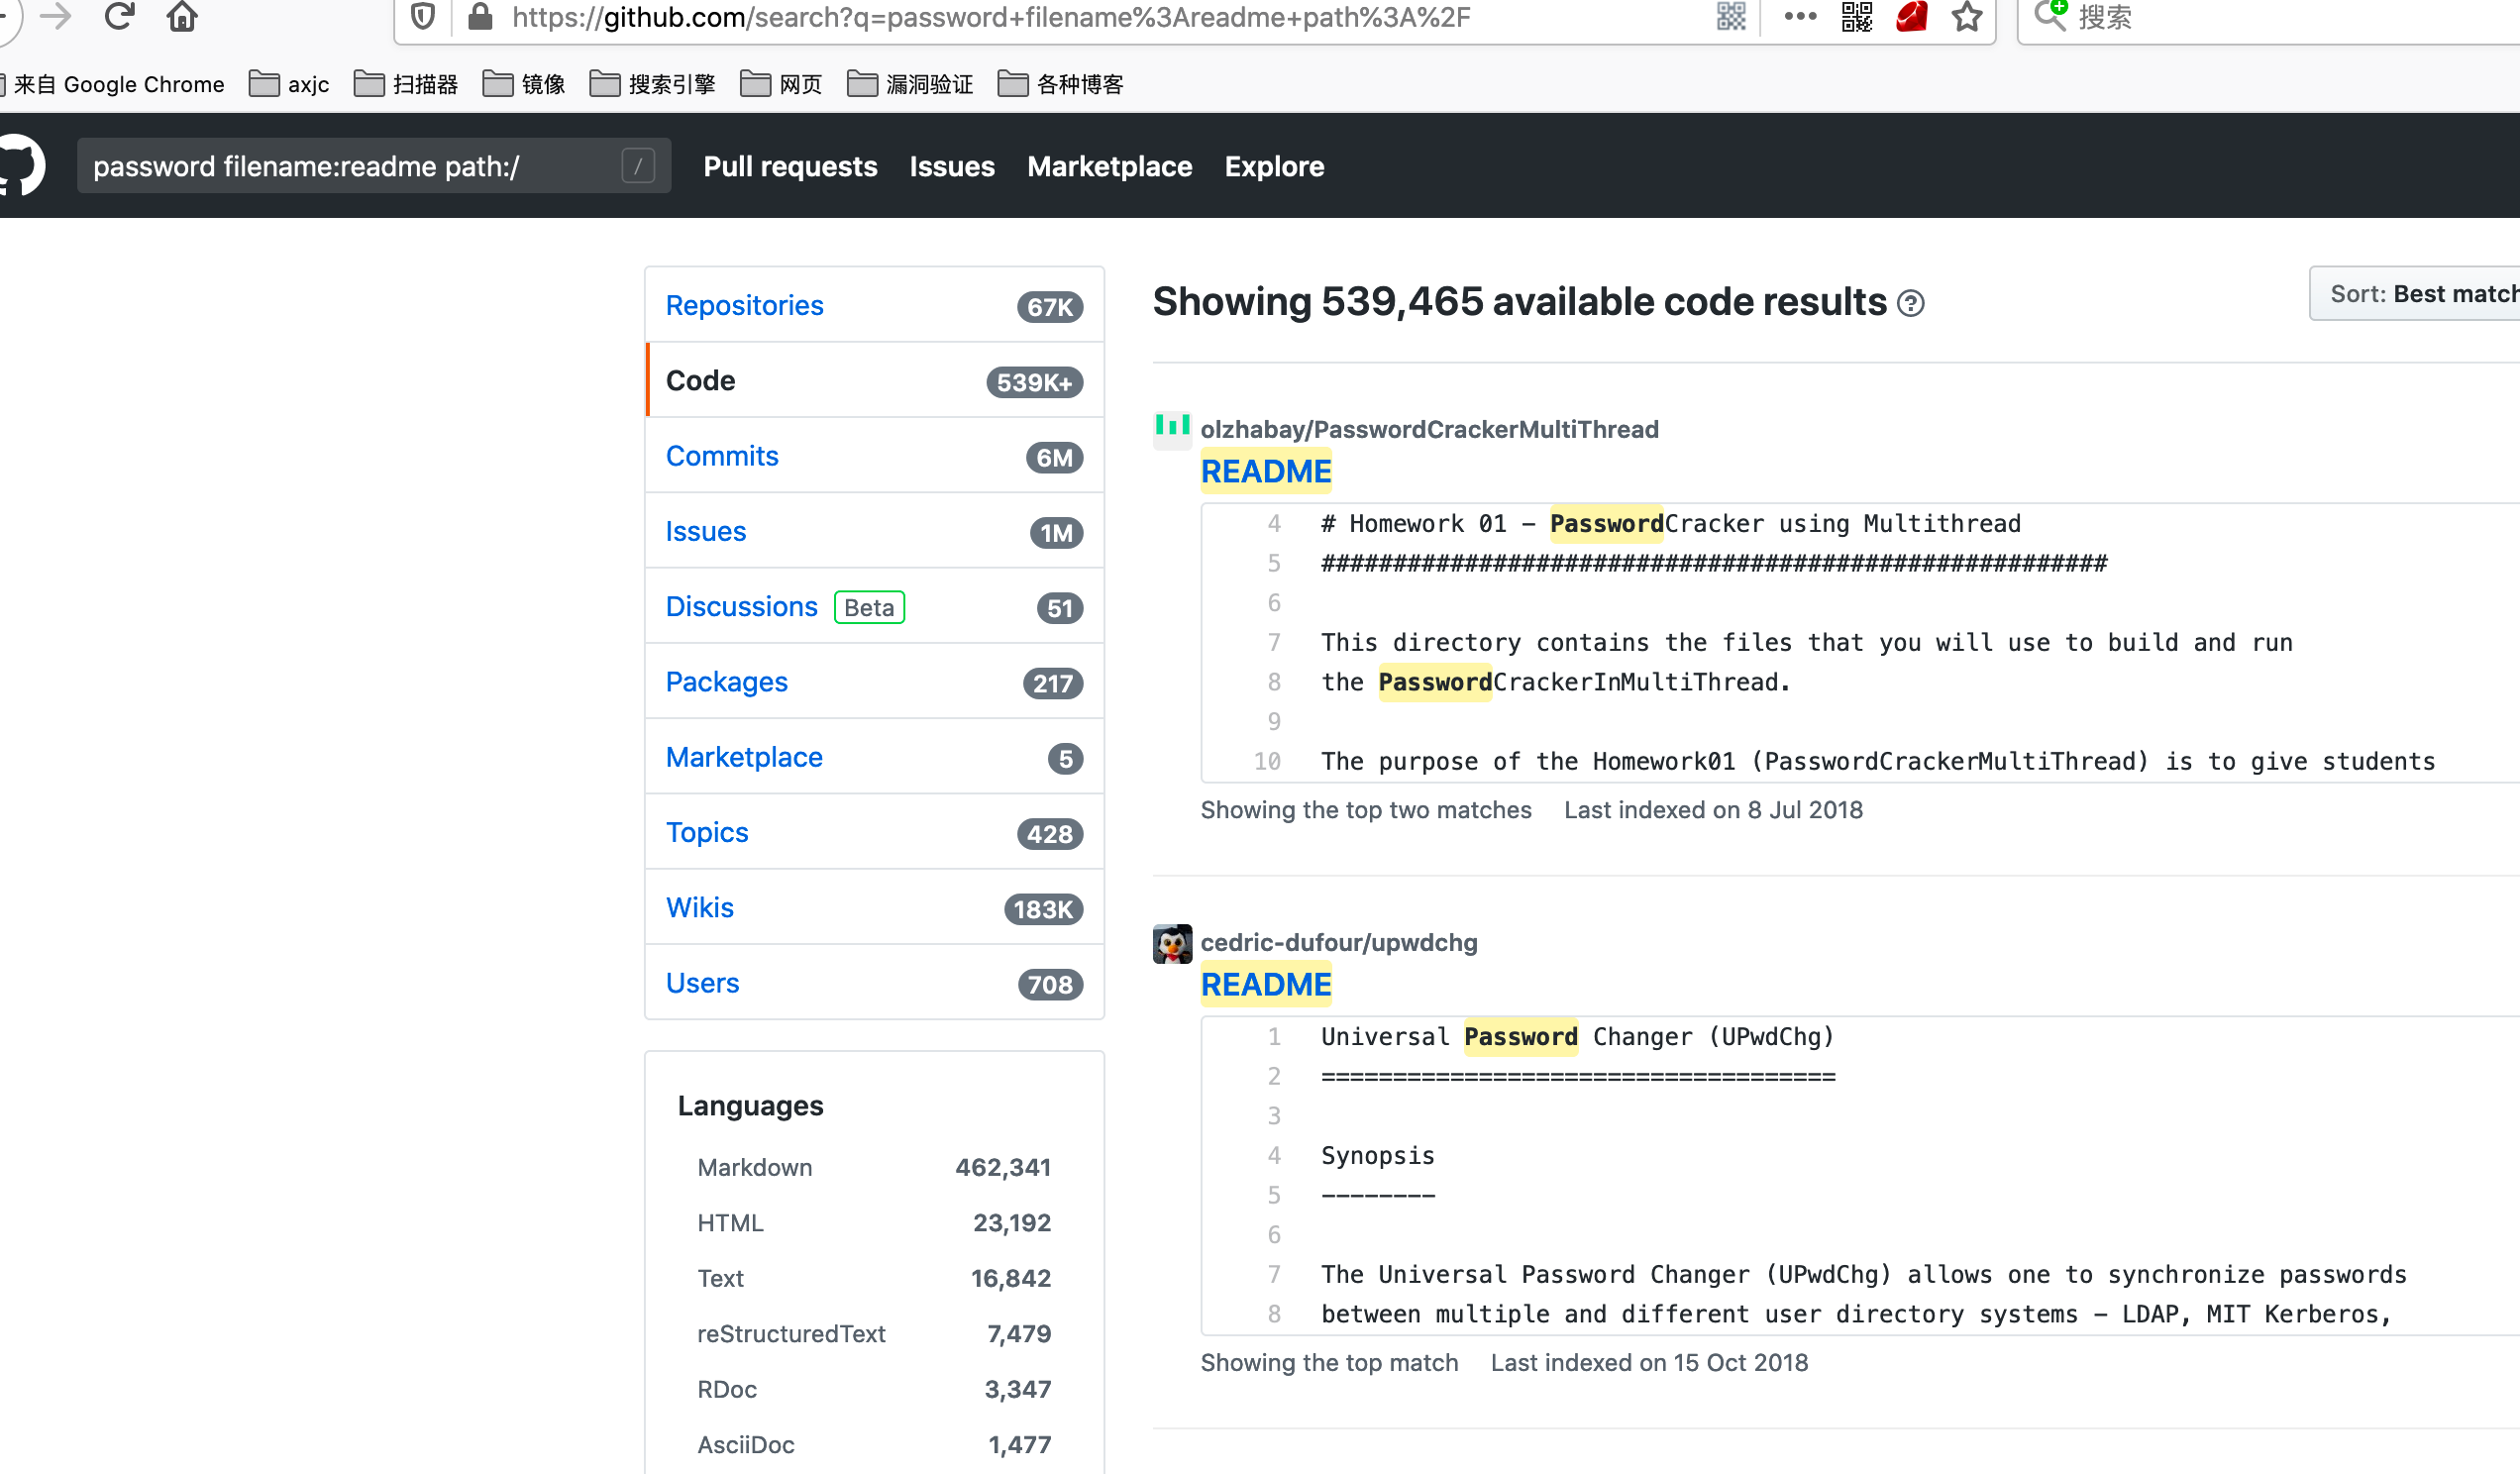 https://github.com/search?q=password+filename%3Areadme+path%3A%2F
搜索
来自 Google Chrome axjc 扫描器 镜像 搜索引擎 网页 漏洞验证 各种博客
password filename:readme path:/ /
Pull requests Issues Marketplace Explore
Repositories 67K
Code 539K+
Commits 6M
Issues 1M
Discussions Beta 51
Packages 217
Marketplace 5
Topics 428
Wikis 183K
Users 708
Languages
Markdown 462,341
HTML 23,192
Text 16,842
reStructuredText 7,479
RDoc 3,347
AsciiDoc 1,477
Showing 539,465 available code results
Sort: Best match
olzhabay/PasswordCrackerMultiThread
README
4 # Homework 01 - PasswordCracker using Multithread
5 #######################################################
6
7 This directory contains the files that you will use to build and run
8 the PasswordCrackerInMultiThread.
9
10 The purpose of the Homework01 (PasswordCrackerMultiThread) is to give students
Showing the top two matches Last indexed on 8 Jul 2018
cedric-dufour/upwdchg
README
1 Universal Password Changer (UPwdChg)
2 ====================================
3
4 Synopsis
5 --------
6
7 The Universal Password Changer (UPwdChg) allows one to synchronize passwords
8 between multiple and different user directory systems - LDAP, MIT Kerberos,
Showing the top match Last indexed on 15 Oct 2018